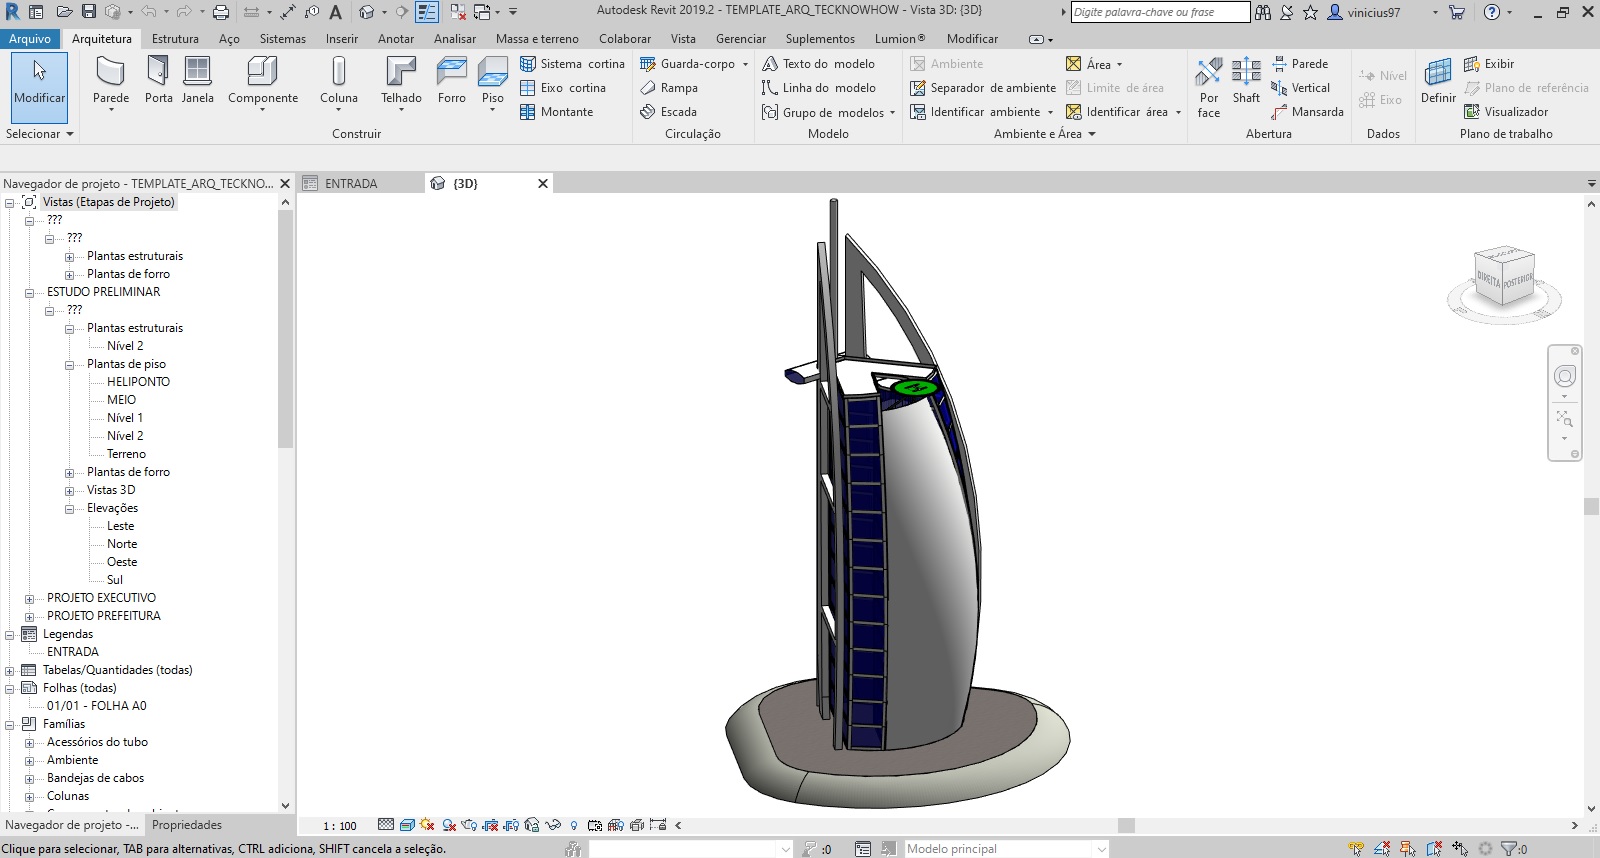 Autodesk Revit 2019.2 - TEMPLATE_ARQ_TECKNOWHOW - Vista 3D: {3D}
Digite palavra-chave ou frase
vinicius97
Arquivo Arquitetura Estrutura Aço Sistemas Inserir Anotar Analisar Massa e terreno Colaborar Vista Gerenciar Suplementos Lumion® Modificar
Modificar
Selecionar
Parede
Porta
Janela
Componente
Coluna
Telhado
Forro
Piso
Sistema cortina
Eixo cortina
Montante
Construir
Guarda-corpo
Rampa
Escada
Circulação
Texto do modelo
Linha do modelo
Grupo de modelos
Modelo
Ambiente
Separador de ambiente
Identificar ambiente
Área
Limite de área
Identificar área
Ambiente e Área
Por face
Shaft
Parede
Vertical
Mansarda
Abertura
Nível
Eixo
Dados
Definir
Exibir
Plano de referência
Visualizador
Plano de trabalho
Navegador de projeto - TEMPLATE_ARQ_TECKNO...
ENTRADA
{3D}
Vistas (Etapas de Projeto)
???
???
Plantas estruturais
Plantas de forro
ESTUDO PRELIMINAR
???
Plantas estruturais
Nível 2
Plantas de piso
HELIPONTO
MEIO
Nível 1
Nível 2
Terreno
Plantas de forro
Vistas 3D
Elevações
Leste
Norte
Oeste
Sul
PROJETO EXECUTIVO
PROJETO PREFEITURA
Legendas
ENTRADA
Tabelas/Quantidades (todas)
Folhas (todas)
01/01 - FOLHA A0
Famílias
Acessórios do tubo
Ambiente
Bandejas de cabos
Colunas
DIREITA
POSTERIOR
H
Navegador de projeto -...
Propriedades
1 : 100
Clique para selecionar, TAB para alternativas, CTRL adiciona, SHIFT cancela a seleção.
:0
Modelo principal
:0